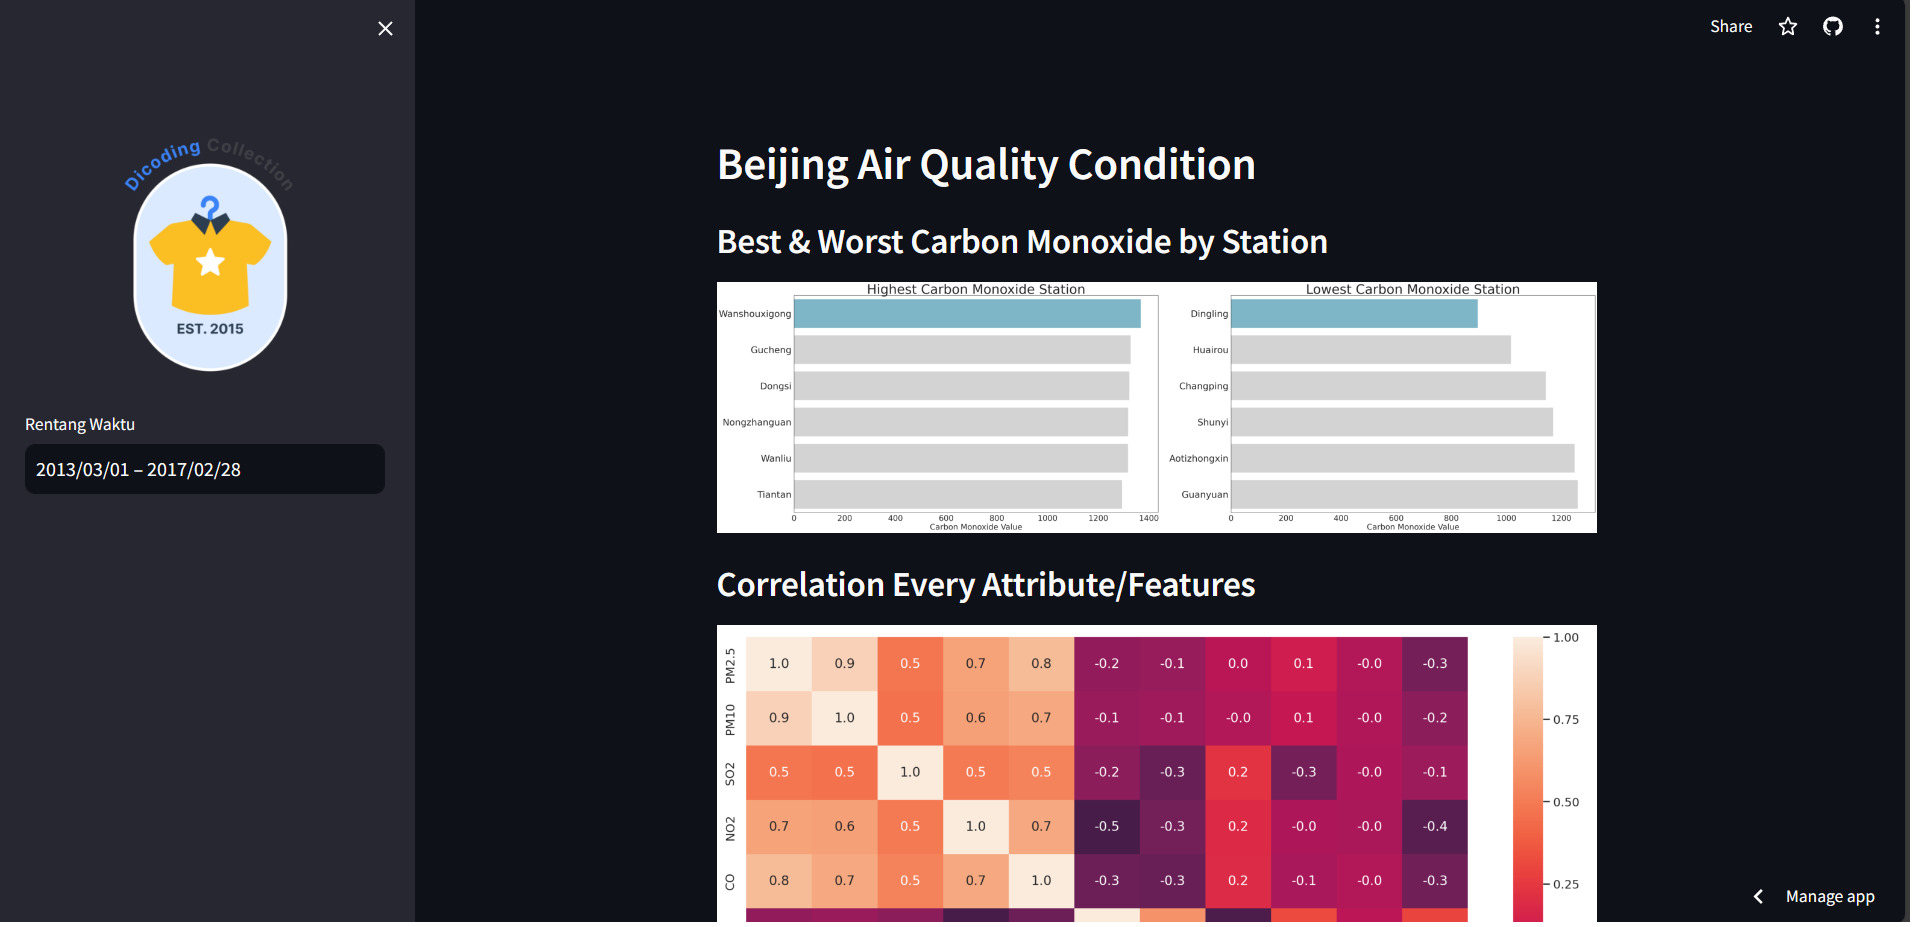 Share
Dicoding Collection
EST. 2015
Rentang Waktu
2013/03/01 – 2017/02/28
Beijing Air Quality Condition
Best & Worst Carbon Monoxide by Station
Highest Carbon Monoxide Station
Wanshouxigong
Gucheng
Dongsi
Nongzhanguan
Wanliu
Tiantan
0 200 400 600 800 1000 1200 1400
Carbon Monoxide Value
Lowest Carbon Monoxide Station
Dingling
Huairou
Changping
Shunyi
Aotizhongxin
Guanyuan
0 200 400 600 800 1000 1200
Carbon Monoxide Value
Correlation Every Attribute/Features
PM2.5 1.0 0.9 0.5 0.7 0.8 -0.2 -0.1 0.0 0.1 -0.0 -0.3
PM10 0.9 1.0 0.5 0.6 0.7 -0.1 -0.1 -0.0 0.1 -0.0 -0.2
SO2 0.5 0.5 1.0 0.5 0.5 -0.2 -0.3 0.2 -0.3 -0.0 -0.1
NO2 0.7 0.6 0.5 1.0 0.7 -0.5 -0.3 0.2 -0.0 -0.0 -0.4
CO 0.8 0.7 0.5 0.7 1.0 -0.3 -0.3 0.2 -0.1 -0.0 -0.3
1.00
0.75
0.50
0.25
Manage app